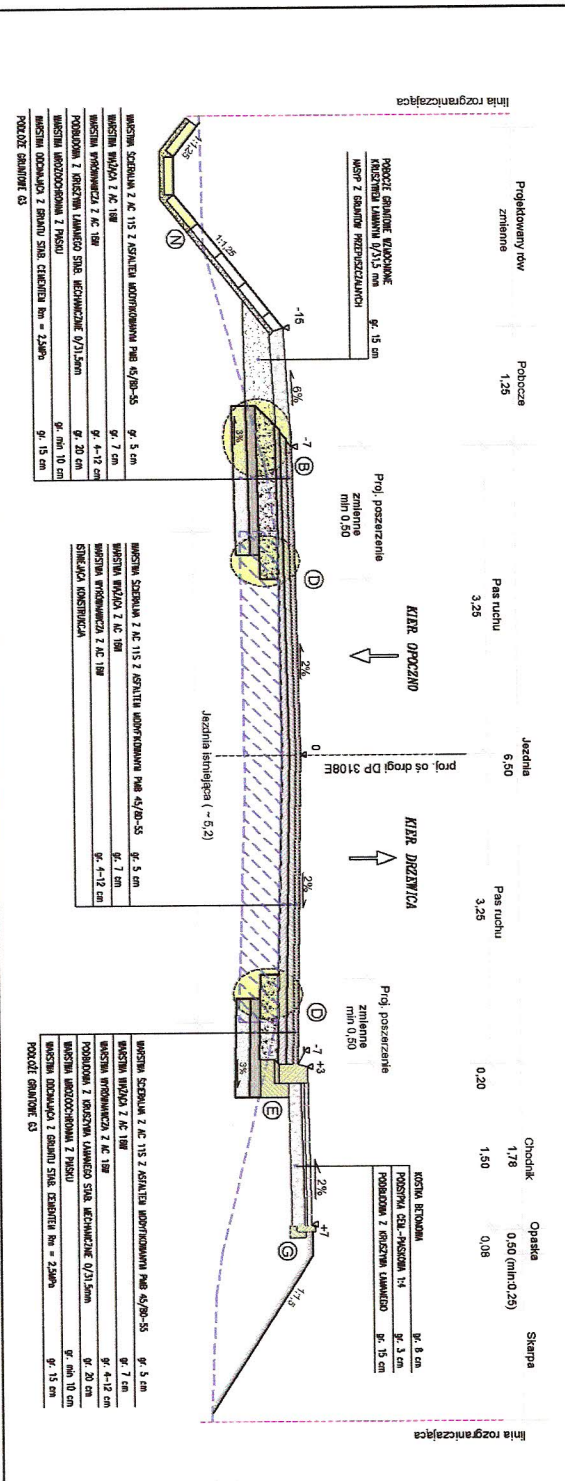 linia rozgraniczająca
Projektowany rów
zmienne
Pobocze
1,25
Pas ruchu
3,25
Jezdnia
6,50
Pas ruchu
3,25
0,20
Chodnik
1,78
1,50
Opaska
0,50 (min:0,25)
0,08
Skarpa
linia rozgraniczająca
POBOCZE GRUNTOWE WZMOCNIONE
KRUSZYWEM ŁAMANYM 0/31,5 mm gr. 15 cm
NASYP Z GRUNTÓW PRZEPUSZCZALNYCH
Proj. poszerzenie
zmienne
min 0,50
KIER OPOCZNO
KIER DRZEWICA
Proj. poszerzenie
zmienne
min 0,50
KOSTKA BETONOWA gr. 8 cm
PODSYPKA CEM.-PIASKOWA 1:4 gr. 3 cm
PODBUDOWA Z KRUSZYWA ŁAMANEGO gr. 15 cm
proj. oś drogi DP 3108E
1:1,25
1:1,25
N
-15
6%
-7
B
3%
D
2%
0
2%
D
-7
+3
3%
E
2%
+7
G
1:1,5
Jezdnia istniejąca ( ~ 5,2)
WARSTWA ŚCIERALNA Z AC 11S Z ASFALTEM MODYFIKOWANYM PMB 45/80-55 gr. 5 cm
WARSTWA WIĄŻĄCA Z AC 16W gr. 7 cm
WARSTWA WYRÓWNAWCZA Z AC 16W gr. 4-12 cm
PODBUDOWA Z KRUSZYWA ŁAMANEGO STAB. MECHANICZNIE 0/31,5mm gr. 20 cm
WARSTWA MROZOOCHRONNA Z PIASKU gr. min 10 cm
WARSTWA ODCINAJĄCA Z GRUNTU STAB. CEMENTEM Rm = 2,5MPa gr. 15 cm
PODŁOŻE GRUNTOWE G3
WARSTWA ŚCIERALNA Z AC 11S Z ASFALTEM MODYFIKOWANYM PMB 45/80-55 gr. 5 cm
WARSTWA WIĄŻĄCA Z AC 16W gr. 7 cm
WARSTWA WYRÓWNAWCZA Z AC 16W gr. 4-12 cm
ISTNIEJĄCA KONSTRUKCJA
WARSTWA ŚCIERALNA Z AC 11S Z ASFALTEM MODYFIKOWANYM PMB 45/80-55 gr. 5 cm
WARSTWA WIĄŻĄCA Z AC 16W gr. 7 cm
WARSTWA WYRÓWNAWCZA Z AC 16W gr. 4-12 cm
PODBUDOWA Z KRUSZYWA ŁAMANEGO STAB. MECHANICZNIE 0/31,5mm gr. 20 cm
WARSTWA MROZOOCHRONNA Z PIASKU gr. min 10 cm
WARSTWA ODCINAJĄCA Z GRUNTU STAB. CEMENTEM Rm = 2,5MPa gr. 15 cm
PODŁOŻE GRUNTOWE G3